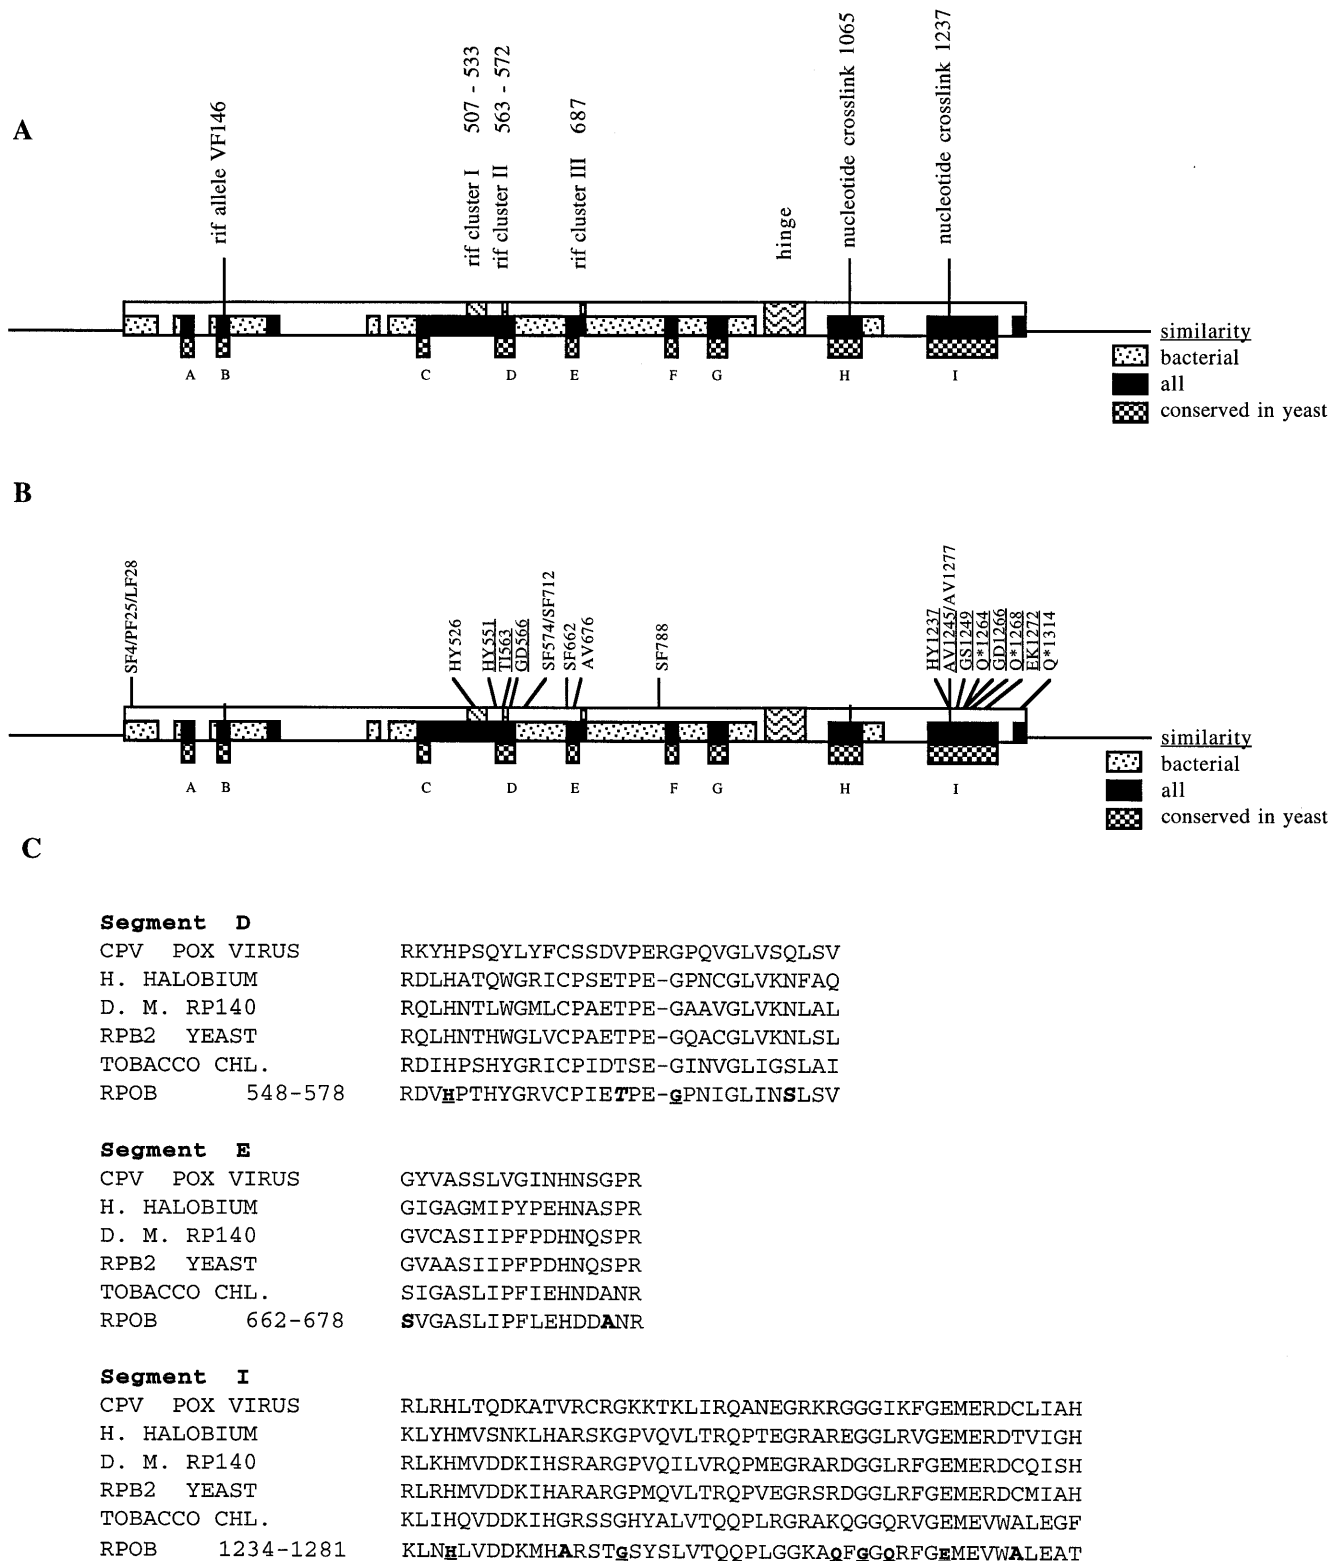 A
rif allele VF146
rif cluster I 507 - 533
rif cluster II 563 - 572
rif cluster III 687
hinge
nucleotide crosslink 1065
nucleotide crosslink 1237
similarity
bacterial
all
conserved in yeast
A B C D E F G H I
B
SF4/PF25/LF28
HY526
HY551
TI563
GD566
SF574/SF712
SF662
AV676
SF788
HY1237
AV1245/AV1277
GS1249
Q*1264
GD1266
Q*1268
EK1272
Q*1314
similarity
bacterial
all
conserved in yeast
A B C D E F G H I
C
Segment D
CPV POX VIRUS RKYHPSQYLYFCSSDVPERGPQVGLVSQLSV
H. HALOBIUM RDLHATQWGRICPSETPE-GPNCGLVKNFAQ
D. M. RP140 RQLHNTLWGMLCPAETPE-GAAVGLVKNLAL
RPB2 YEAST RQLHNTHWGLVCPAETPE-GQACGLVKNLSL
TOBACCO CHL. RDIHPSHYGRICPIDTSE-GINVGLIGSLAI
RPOB 548-578 RDVHPTHYGRVCPIETPE-GPNIGLINSLSV
Segment E
CPV POX VIRUS GYVASSLVGINHNSGPR
H. HALOBIUM GIGAGMIPYPEHNASPR
D. M. RP140 GVCASIIPFPDHNQSPR
RPB2 YEAST GVAASIIPFPDHNQSPR
TOBACCO CHL. SIGASLIPFIEHNDANR
RPOB 662-678 SVGASLIPFLEHDDANR
Segment I
CPV POX VIRUS RLRHLTQDKATVRCRGKKTKLIRQANEGRKRGGGIKFGEMERDCLIAH
H. HALOBIUM KLYHMVSNKLHARSKGPVQVLTRQPTEGRAREGGLRVGEMERDTVIGH
D. M. RP140 RLKHMVDDKIHSRARGPVQILVRQPMEGRARDGGLRFGEMERDCQISH
RPB2 YEAST RLRHMVDDKIHARARGPMQVLTRQPVEGRSRDGGLRFGEMERDCMIAH
TOBACCO CHL. KLIHQVDDKIHGRSSGHYALVTQQPLRGRAKQGGQRVGEMEVWALEGF
RPOB 1234-1281 KLNHLVDDKMHARSTGSYSLVTQQPLGGKAQFGGQRFGEMEVWALEAT